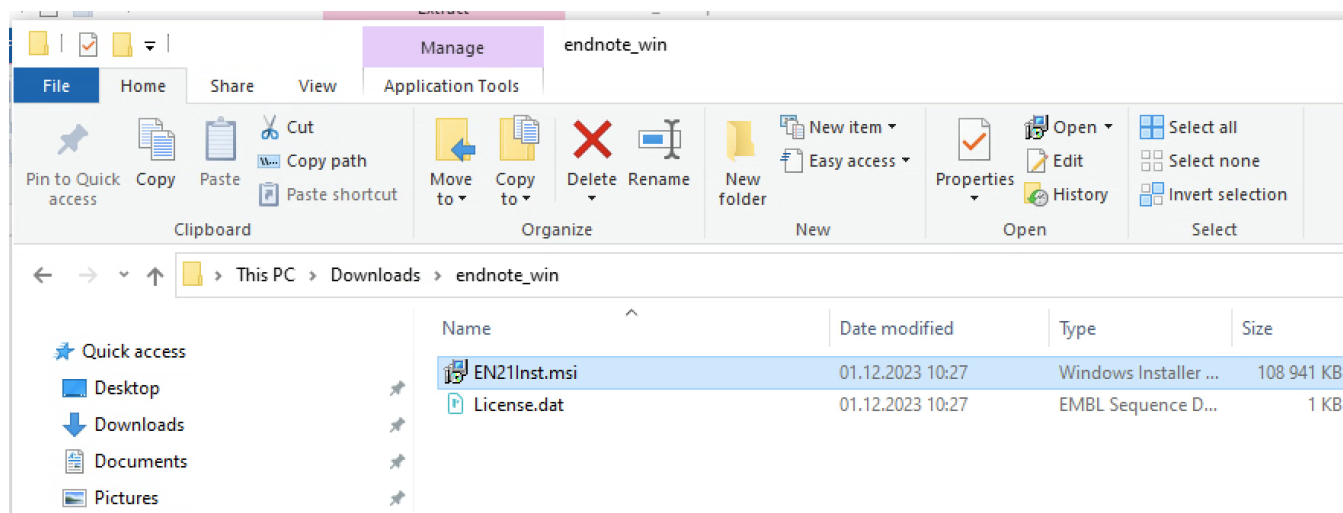 Extract
Manage
endnote_win
File
Home
Share
View
Application Tools
Pin to Quick access
Copy
Paste
Cut
W... Copy path
Paste shortcut
Clipboard
Move to
Copy to
Delete
Rename
Organize
New folder
New item
Easy access
New
Properties
Open
Edit
History
Open
Select all
Select none
Invert selection
Select
This PC > Downloads > endnote_win
Name
Date modified
Type
Size
Quick access
Desktop
Downloads
Documents
Pictures
EN21Inst.msi 01.12.2023 10:27 Windows Installer ... 108 941 KB
License.dat 01.12.2023 10:27 EMBL Sequence D... 1 KB